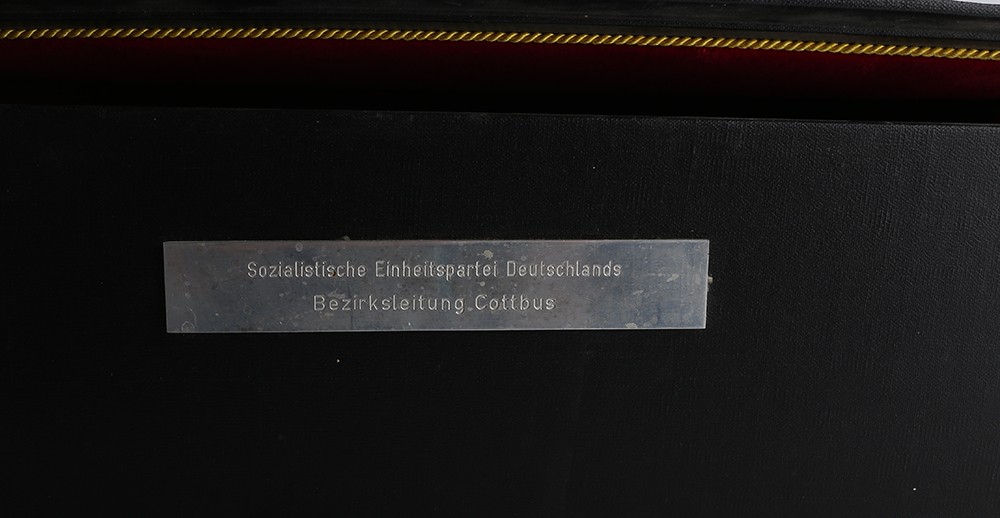 Sozialistische Einheitspartei Deutschlands
Bezirksleitung Cottbus